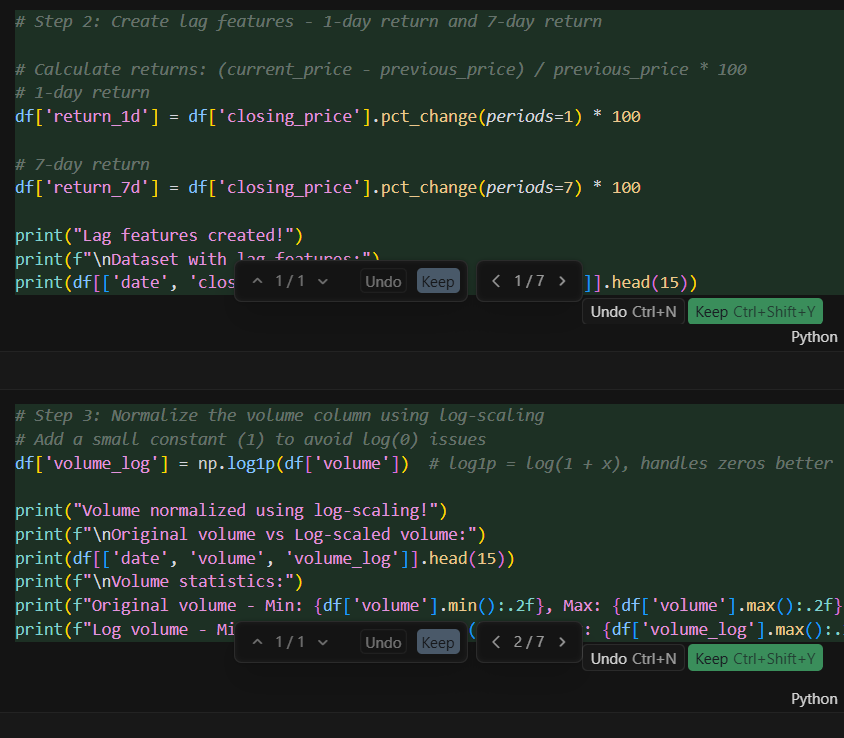 # Step 2: Create lag features - 1-day return and 7-day return
# Calculate returns: (current_price - previous_price) / previous_price * 100
# 1-day return
df['return_1d'] = df['closing_price'].pct_change(periods=1) * 100
# 7-day return
df['return_7d'] = df['closing_price'].pct_change(periods=7) * 100
print("Lag features created!")
print(f"\nDataset with lag features:")
print(df[['date', 'clos
1 / 1 Undo Keep
1 / 7
]].head(15))
Undo Ctrl+N Keep Ctrl+Shift+Y
Python
# Step 3: Normalize the volume column using log-scaling
# Add a small constant (1) to avoid log(0) issues
df['volume_log'] = np.log1p(df['volume'])  # log1p = log(1 + x), handles zeros better
print("Volume normalized using log-scaling!")
print(f"\nOriginal volume vs Log-scaled volume:")
print(df[['date', 'volume', 'volume_log']].head(15))
print(f"\nVolume statistics:")
print(f"Original volume - Min: {df['volume'].min():.2f}, Max: {df['volume'].max():.2f}
print(f"Log volume - Mi
1 / 1 Undo Keep
(
2 / 7
: {df['volume_log'].max():.
Undo Ctrl+N Keep Ctrl+Shift+Y
Python